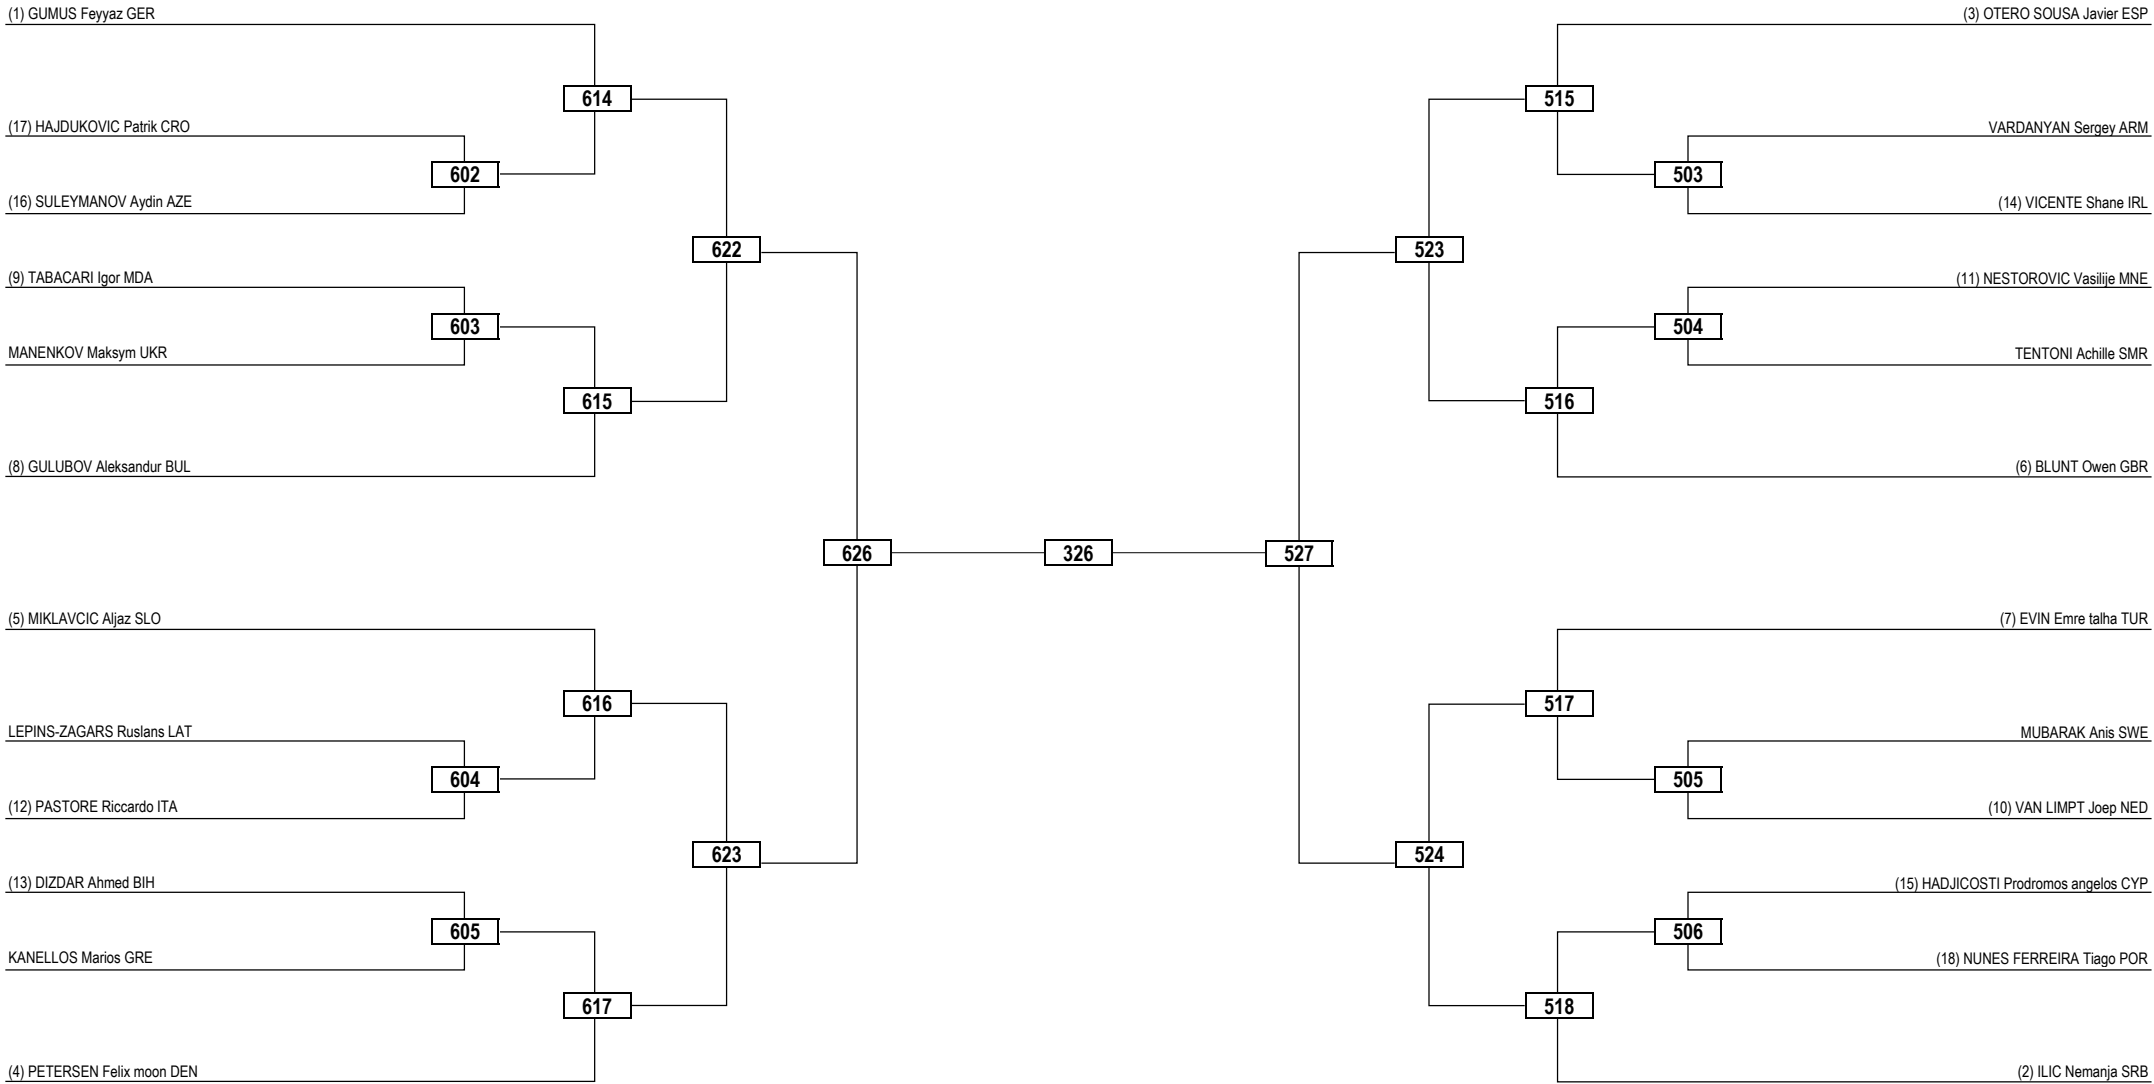 (1) GUMUS Feyyaz GER
(3) OTERO SOUSA Javier ESP
614
515
(17) HAJDUKOVIC Patrik CRO
VARDANYAN Sergey ARM
602
503
(16) SULEYMANOV Aydin AZE
(14) VICENTE Shane IRL
622
523
(9) TABACARI Igor MDA
(11) NESTOROVIC Vasilije MNE
603
504
MANENKOV Maksym UKR
TENTONI Achille SMR
615
516
(8) GULUBOV Aleksandur BUL
(6) BLUNT Owen GBR
626
326
527
(5) MIKLAVCIC Aljaz SLO
(7) EVIN Emre talha TUR
616
517
LEPINS-ZAGARS Ruslans LAT
MUBARAK Anis SWE
604
505
(12) PASTORE Riccardo ITA
(10) VAN LIMPT Joep NED
623
524
(13) DIZDAR Ahmed BIH
(15) HADJICOSTI Prodromos angelos CYP
605
506
KANELLOS Marios GRE
(18) NUNES FERREIRA Tiago POR
617
518
(4) PETERSEN Felix moon DEN
(2) ILIC Nemanja SRB